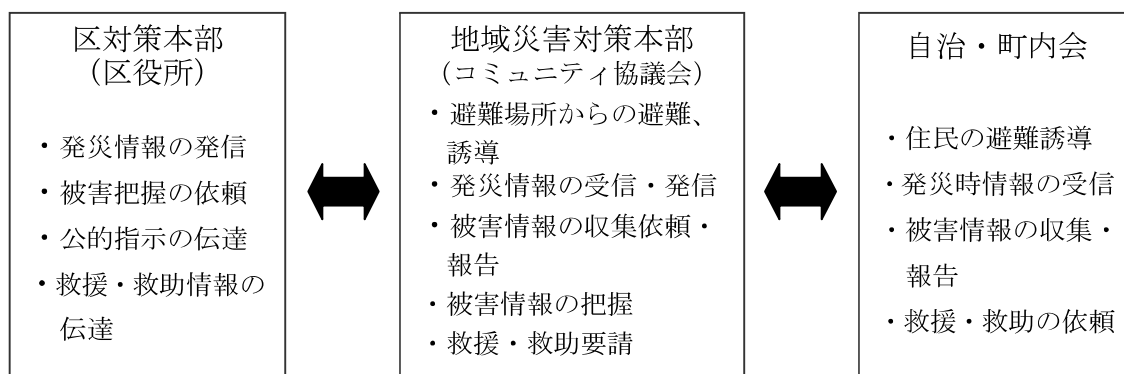 区対策本部
（区役所）
・発災情報の発信
・被害把握の依頼
・公的指示の伝達
・救援・救助情報の
伝達
地域災害対策本部
（コミュニティ協議会）
・避難場所からの避難、
誘導
・発災情報の受信・発信
・被害情報の収集依頼・
報告
・被害情報の把握
・救援・救助要請
自治・町内会
・住民の避難誘導
・発災時情報の受信
・被害情報の収集・
報告
・救援・救助の依頼